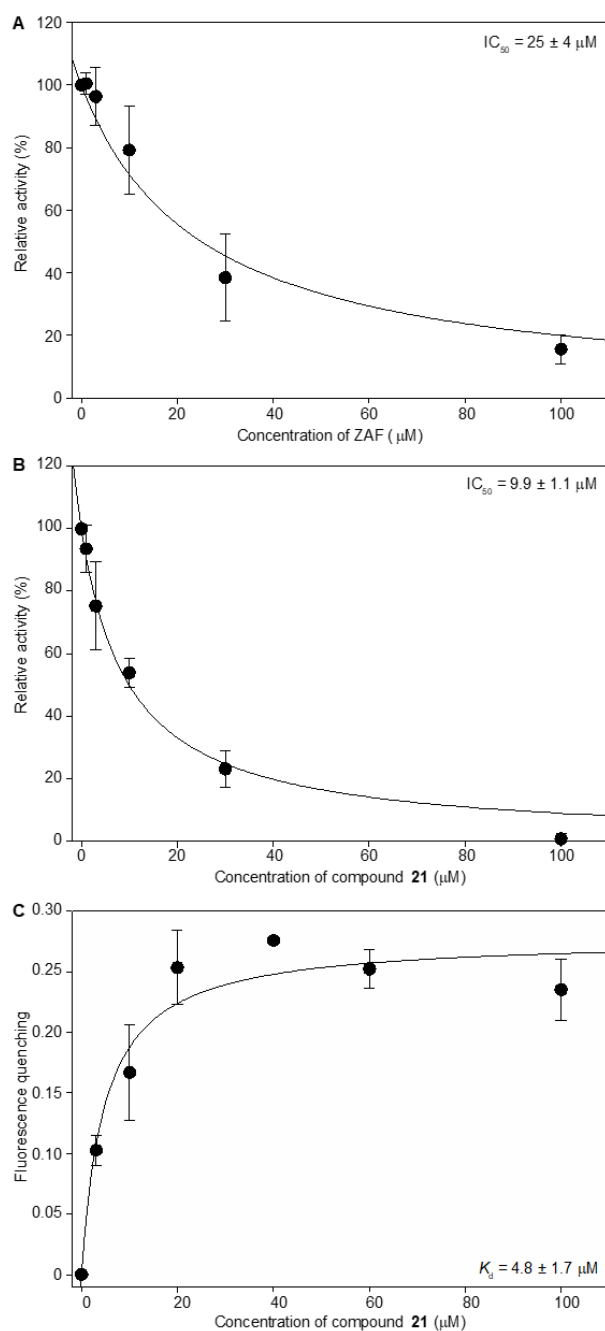 A
IC50 = 25 ± 4 μM
120
100
80
60
40
20
0
Relative activity (%)
0 20 40 60 80 100
Concentration of ZAF ( μM)
B
IC50 = 9.9 ± 1.1 μM
120
100
80
60
40
20
0
Relative activity (%)
0 20 40 60 80 100
Concentration of compound 21 (μM)
C
0.30
0.25
0.20
0.15
0.10
0.05
0
Fluorescence quenching
Kd = 4.8 ± 1.7 μM
0 20 40 60 80 100
Concentration of compound 21 (μM)